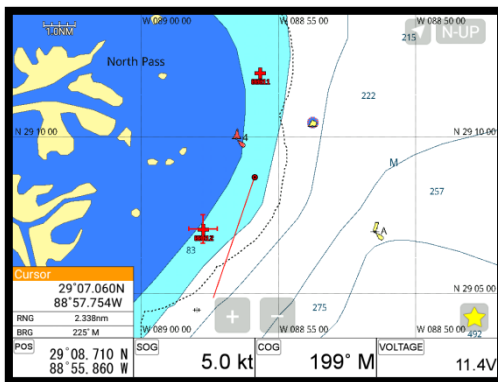 1.0NM
W 089 00 00
W 088 55 00
W 088 50 00
215
N-UP
North Pass
222
4
N 29 10 00
N 29 10 00
M
257
A
83
Cursor
29°07.060N
88°57.754W
RNG 2.338nm
BRG 225° M
N 29 05 00
275
W 089 00 00
W 088 55 00
W 088 50 00
492
POS
29°08.710 N
88°55.860 W
SOG
5.0 kt
COG
199° M
VOLTAGE
11.4V